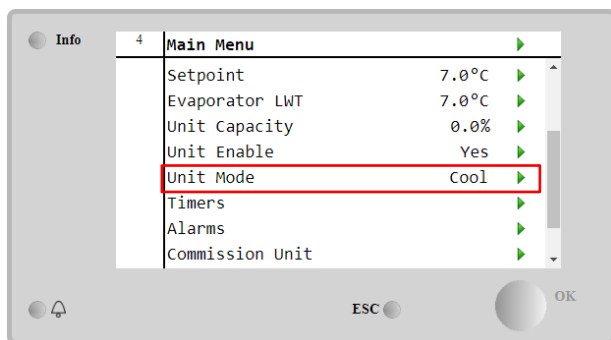 Info
4 Main Menu
Setpoint 7.0°C
Evaporator LWT 7.0°C
Unit Capacity 0.0%
Unit Enable Yes
Unit Mode Cool
Timers
Alarms
Commission Unit
ESC OK